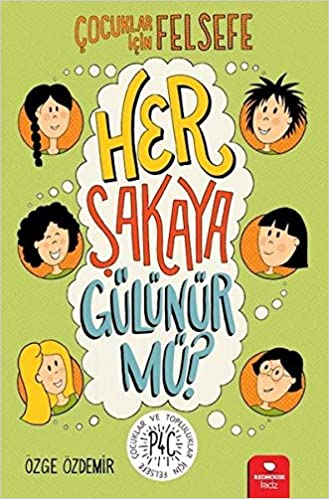 ÇOCUKLAR
İÇİN
FELSEFE
HER
ŞAKAYA
GÜLÜNÜR
MÜ?
ÇOCUKLAR VE TOPLULUKLAR İÇİN FELSEFE
P4C
ÖZGE ÖZDEMİR
REDHOUSE
kidz